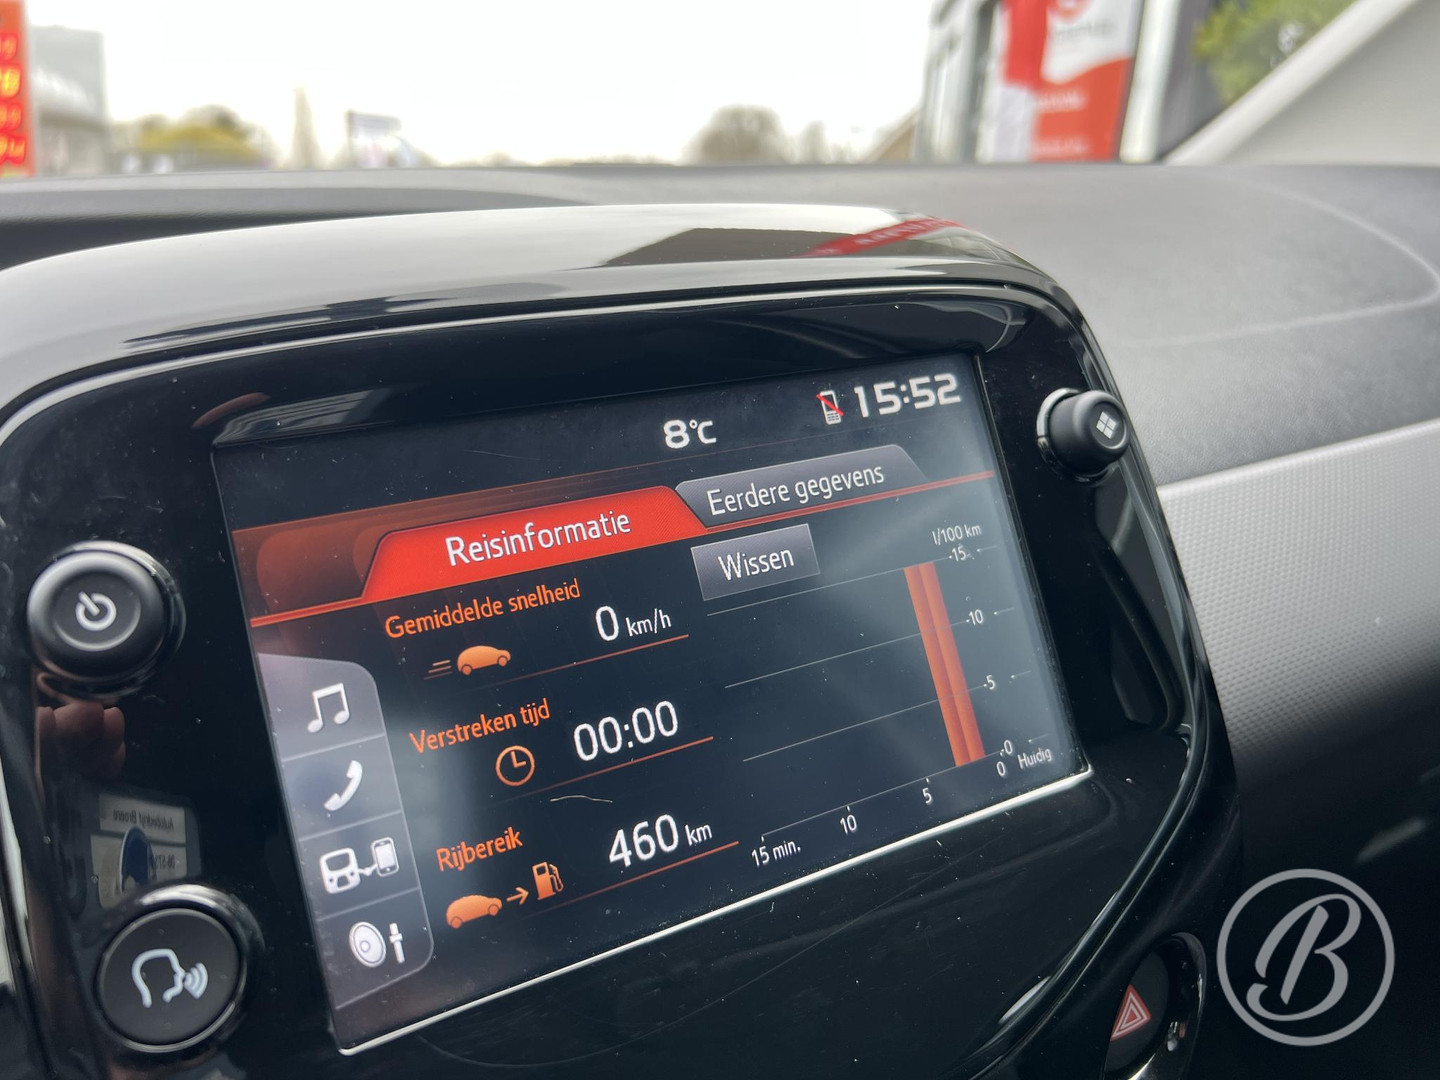 8°C
15:52
Reisinformatie
Eerdere gegevens
Wissen
Gemiddelde snelheid
0 km/h
Verstreken tijd
00:00
Rijbereik
460 km
l/100 km
-15
-10
-5
-0
15 min.
10
5
0
Huidig
B